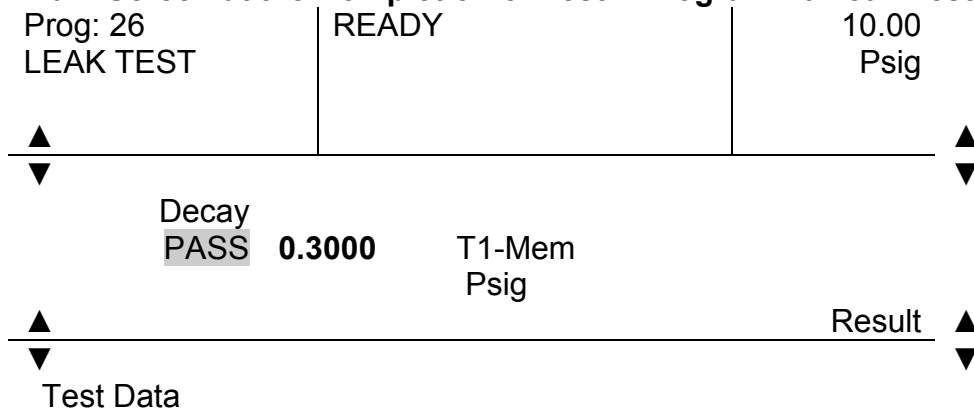 Prog: 26 READY 10.00
LEAK TEST Psig
▲ ▲
▼ ▼
Decay
PASS 0.3000 T1-Mem
Psig
▲ Result ▲
▼ ▼
Test Data